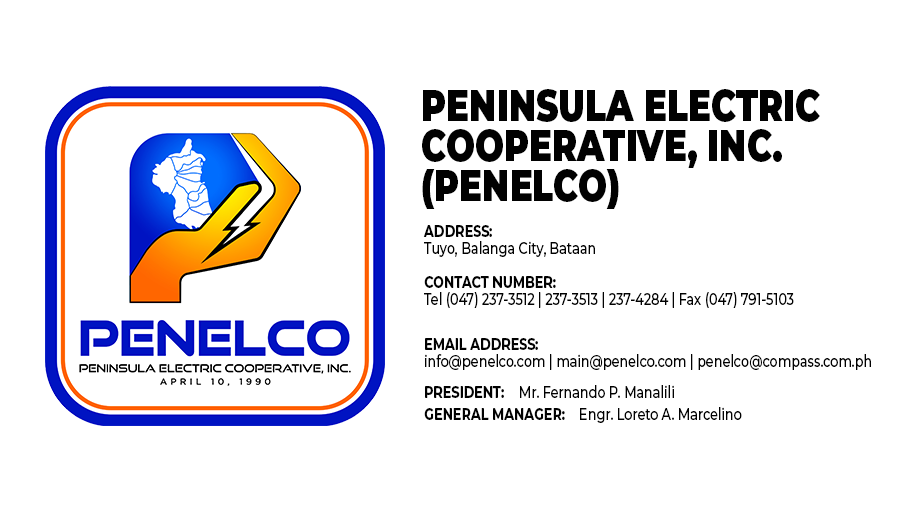 PENELCO
PENINSULA ELECTRIC COOPERATIVE, INC.
APRIL 10, 1990
PENINSULA ELECTRIC
COOPERATIVE, INC.
(PENELCO)
ADDRESS:
Tuyo, Balanga City, Bataan
CONTACT NUMBER:
Tel (047) 237-3512 | 237-3513 | 237-4284 | Fax (047) 791-5103
EMAIL ADDRESS:
info@penelco.com | main@penelco.com | penelco@compass.com.ph
PRESIDENT: Mr. Fernando P. Manalili
GENERAL MANAGER: Engr. Loreto A. Marcelino